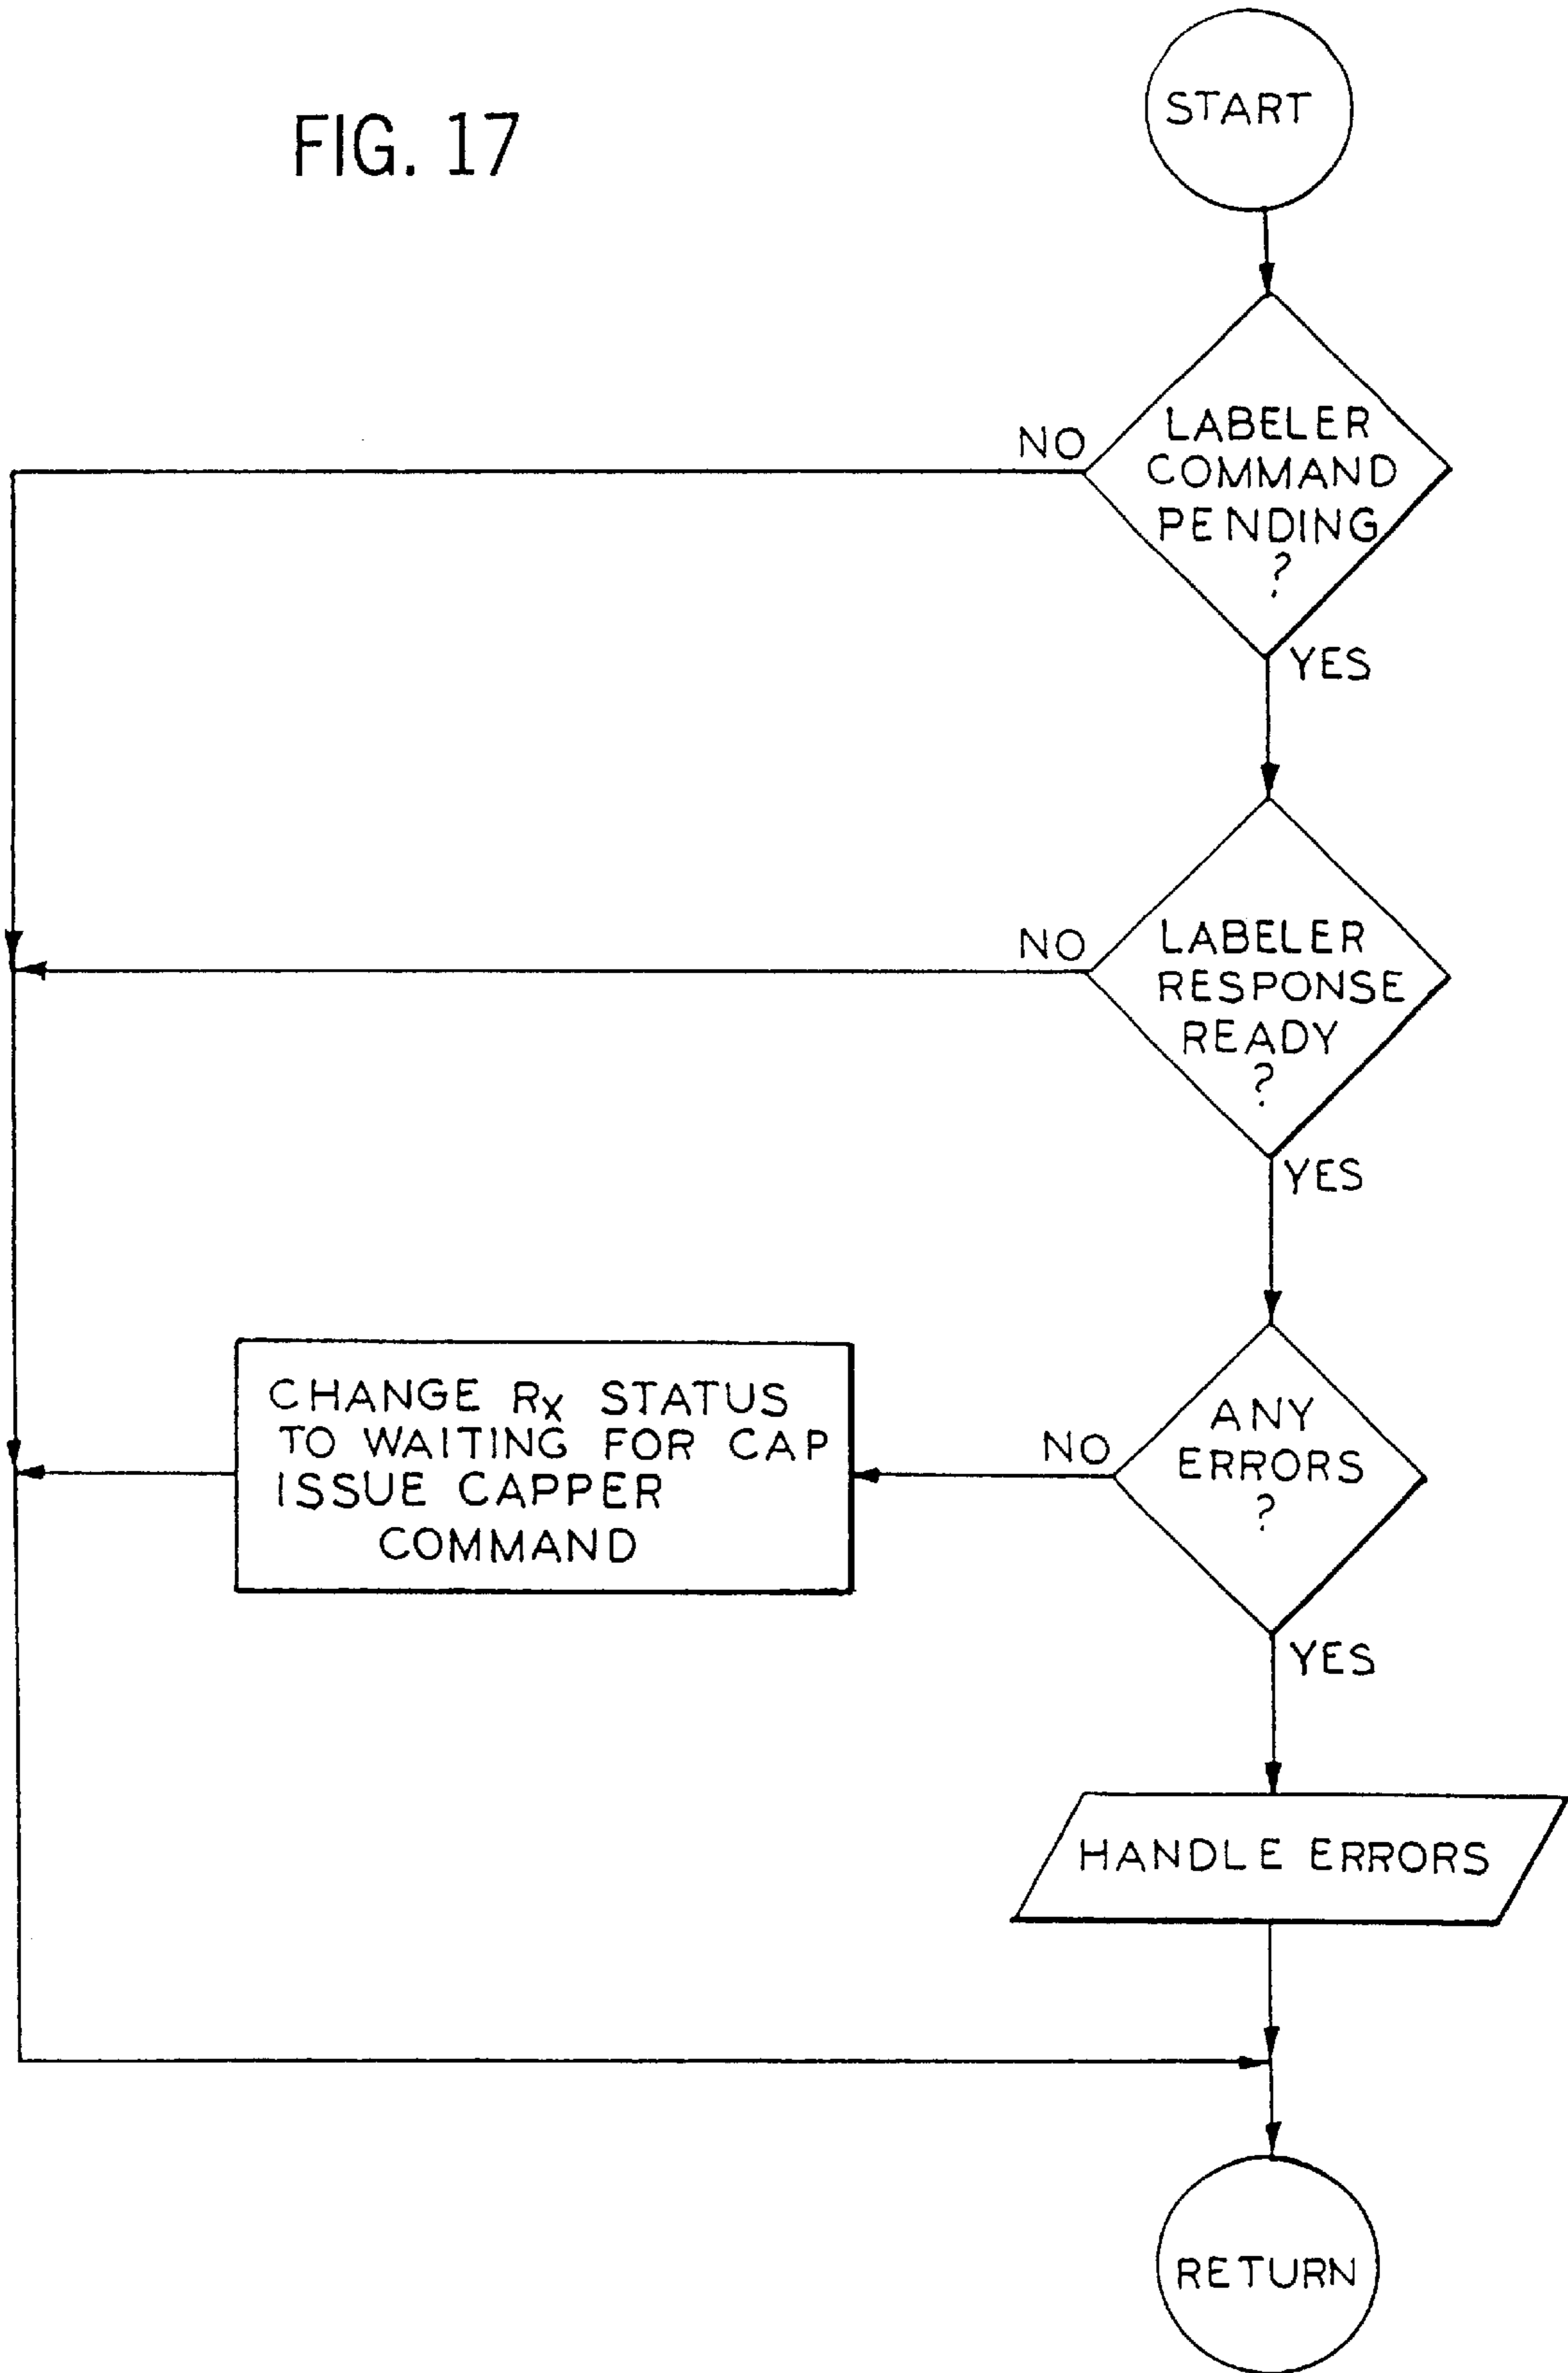 FIG. 17
START
LABELER
COMMAND
PENDING
?
NO
YES
LABELER
RESPONSE
READY
?
NO
YES
ANY
ERRORS
?
NO
CHANGE Rx STATUS
TO WAITING FOR CAP
ISSUE CAPPER
COMMAND
YES
HANDLE ERRORS
RETURN